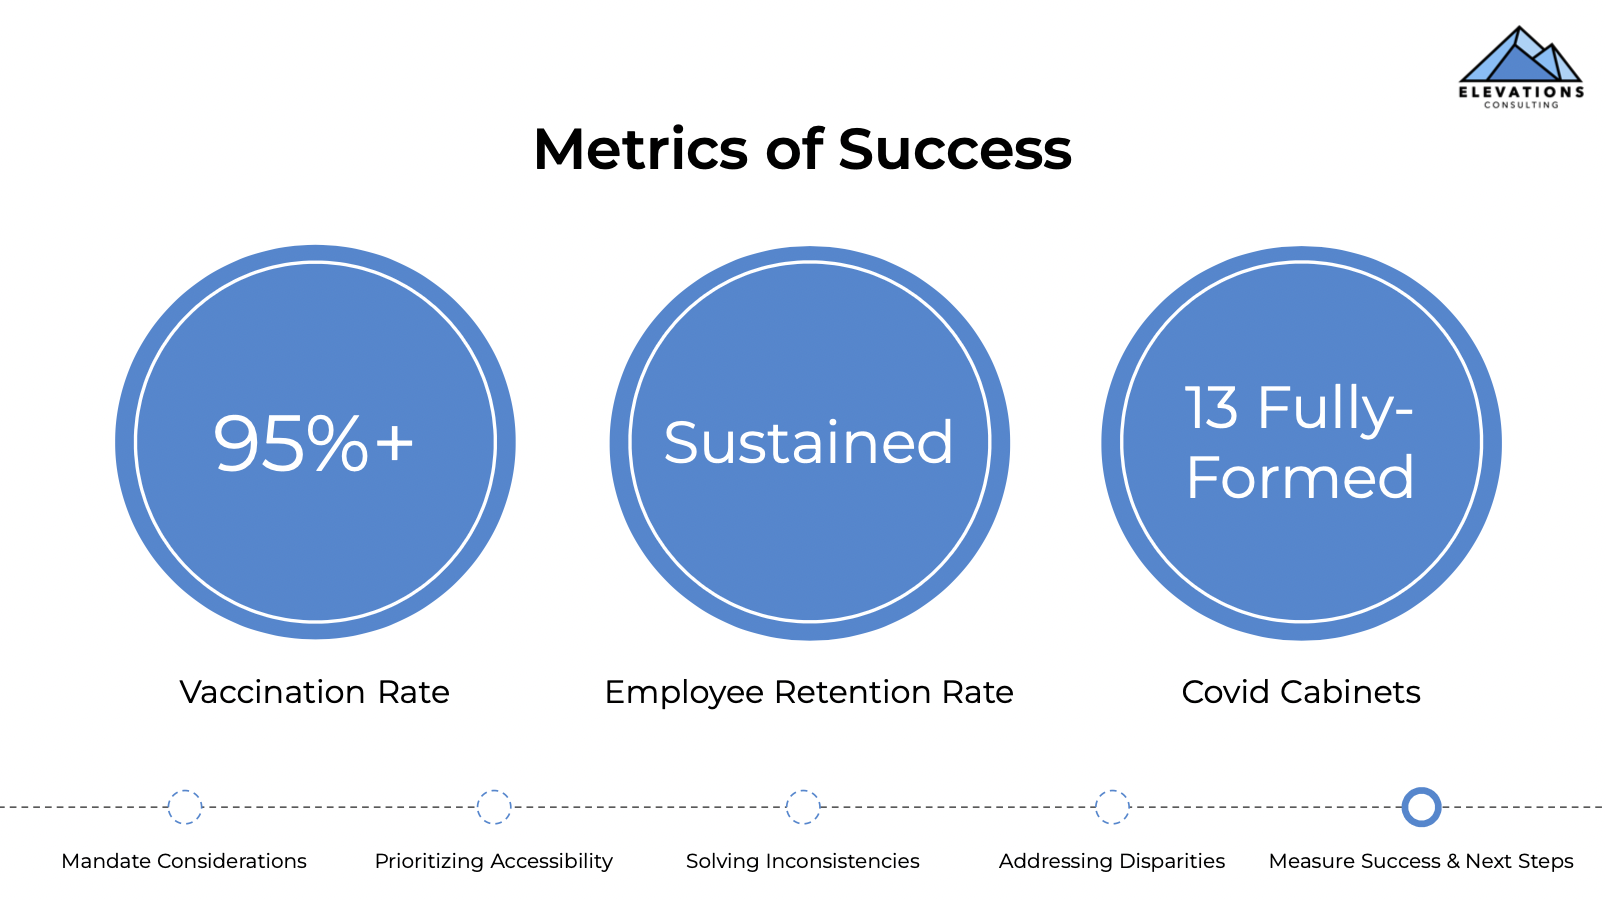 ELEVATIONS
CONSULTING
Metrics of Success
95%+
Sustained
13 Fully-
Formed
Vaccination Rate
Employee Retention Rate
Covid Cabinets
Mandate Considerations
Prioritizing Accessibility
Solving Inconsistencies
Addressing Disparities
Measure Success & Next Steps